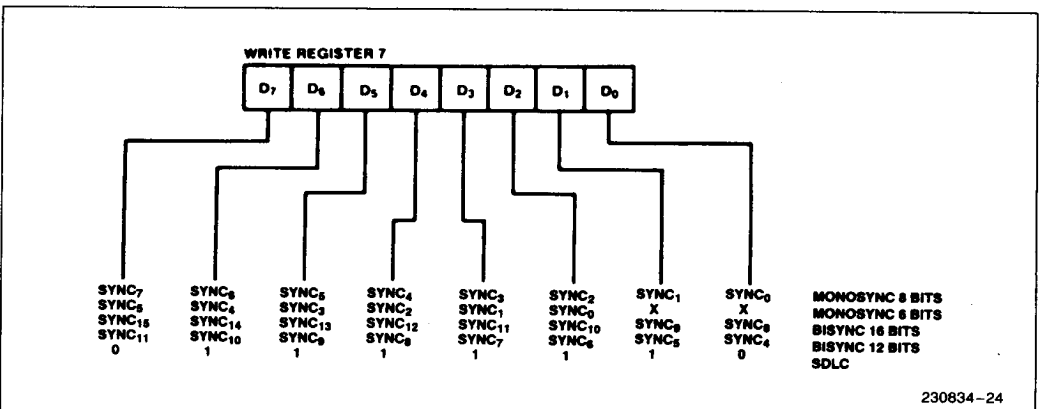 WRITE REGISTER 7
D7 D6 D5 D4 D3 D2 D1 D0
SYNC7 SYNC6 SYNC5 SYNC4 SYNC3 SYNC2 SYNC1 SYNC0 MONOSYNC 8 BITS
SYNC5 SYNC4 SYNC3 SYNC2 SYNC1 SYNC0 X X MONOSYNC 6 BITS
SYNC15 SYNC14 SYNC13 SYNC12 SYNC11 SYNC10 SYNC9 SYNC8 BISYNC 16 BITS
SYNC11 SYNC10 SYNC9 SYNC8 SYNC7 SYNC6 SYNC5 SYNC4 BISYNC 12 BITS
0 1 1 1 1 1 1 0 SDLC
230834-24